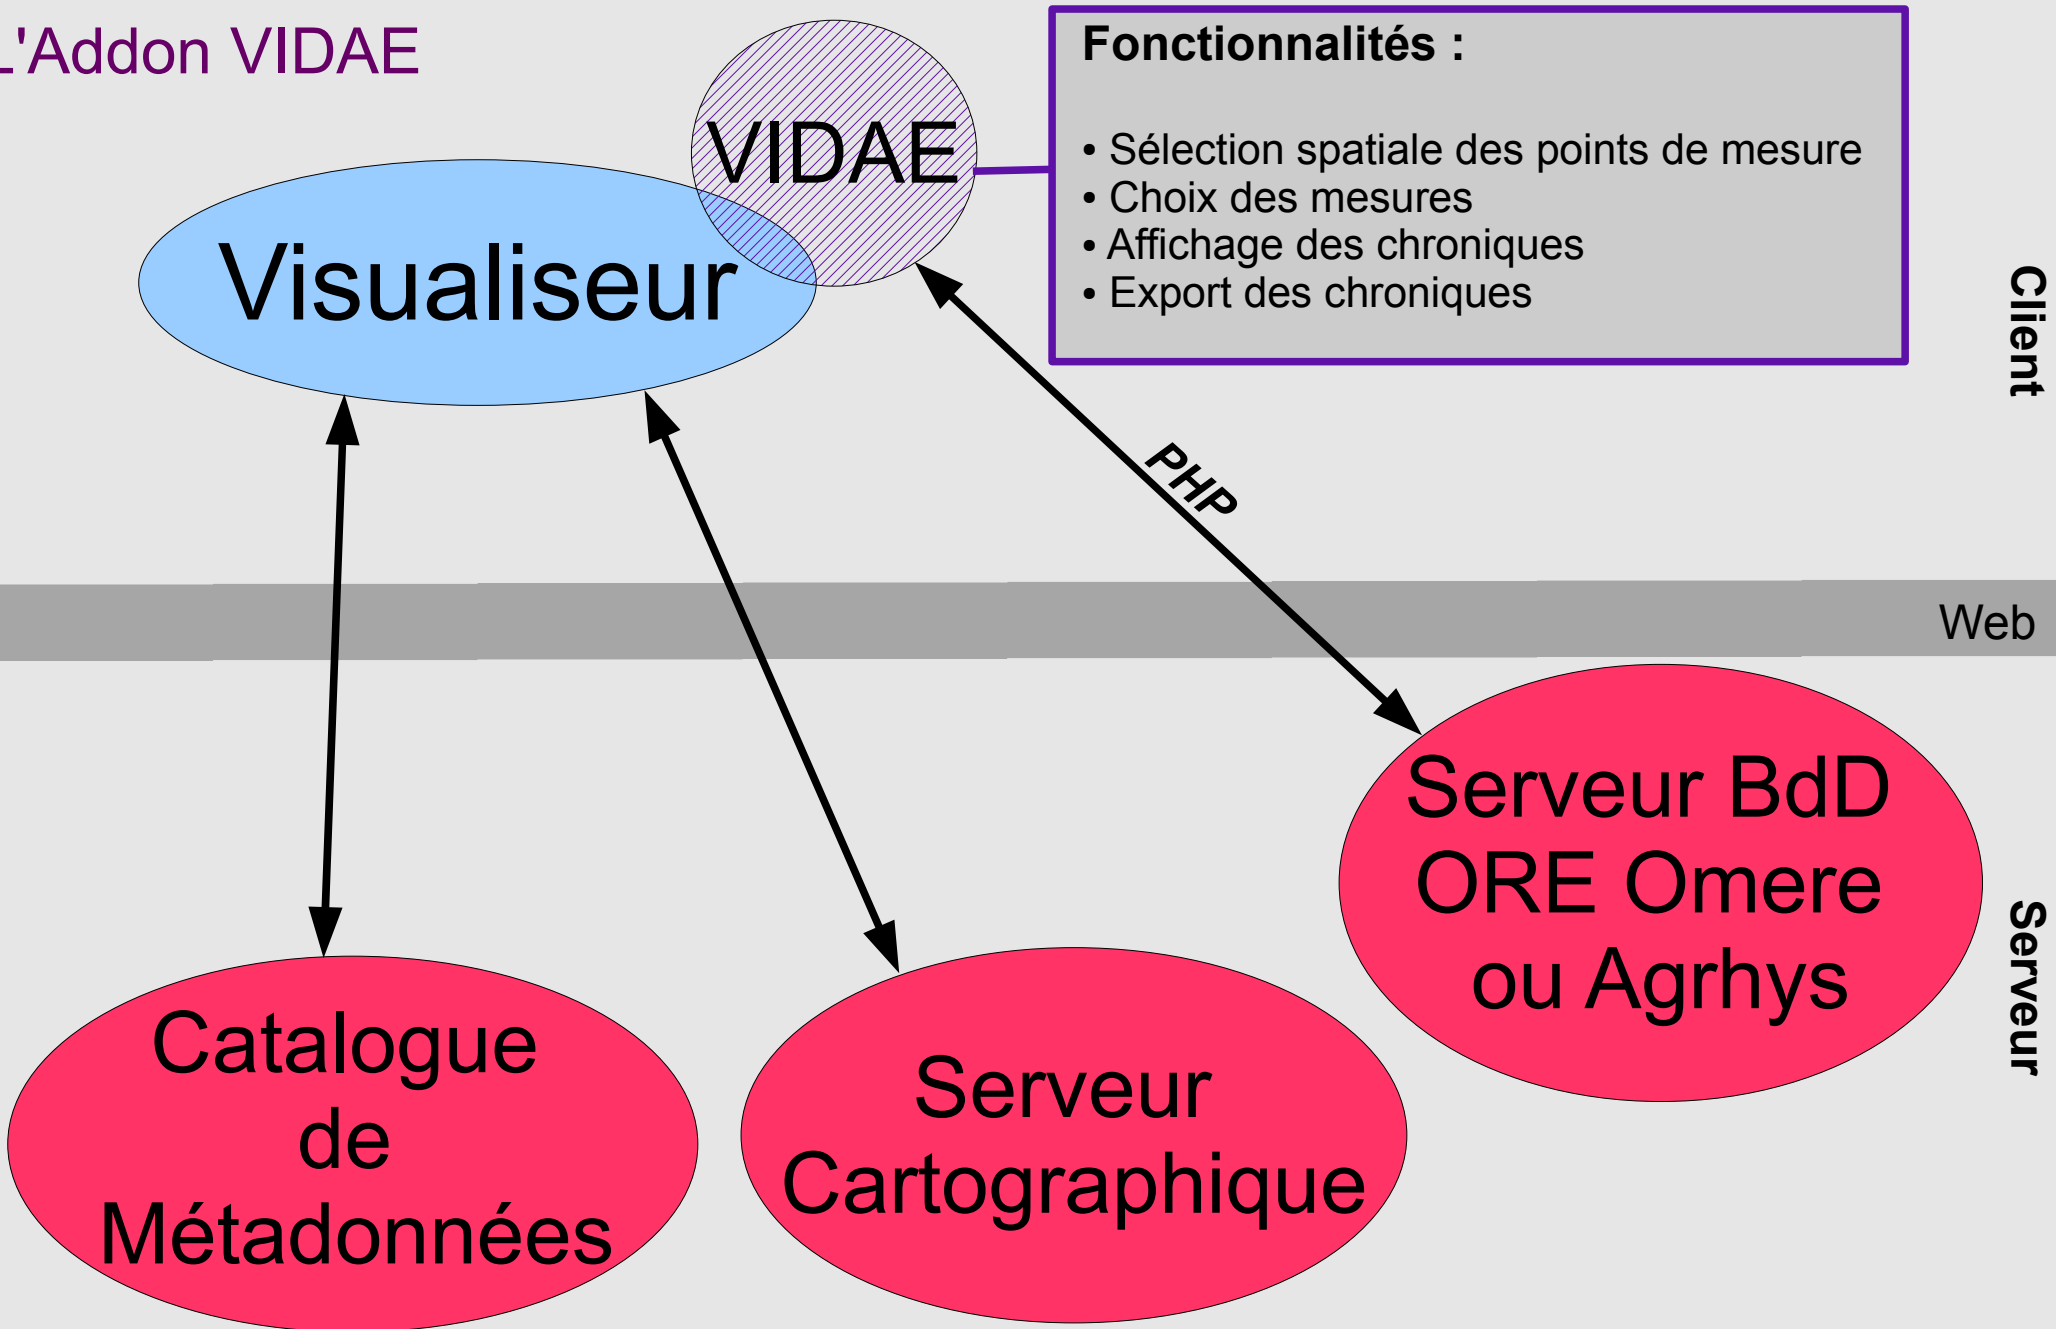 L'Addon VIDAE
VIDAE
Fonctionnalités :
• Sélection spatiale des points de mesure
• Choix des mesures
• Affichage des chroniques
• Export des chroniques
Visualiseur
Client
PHP
Web
Serveur BdD
ORE Omere
ou Agrhys
Serveur
Catalogue
de
Métadonnées
Serveur
Cartographique